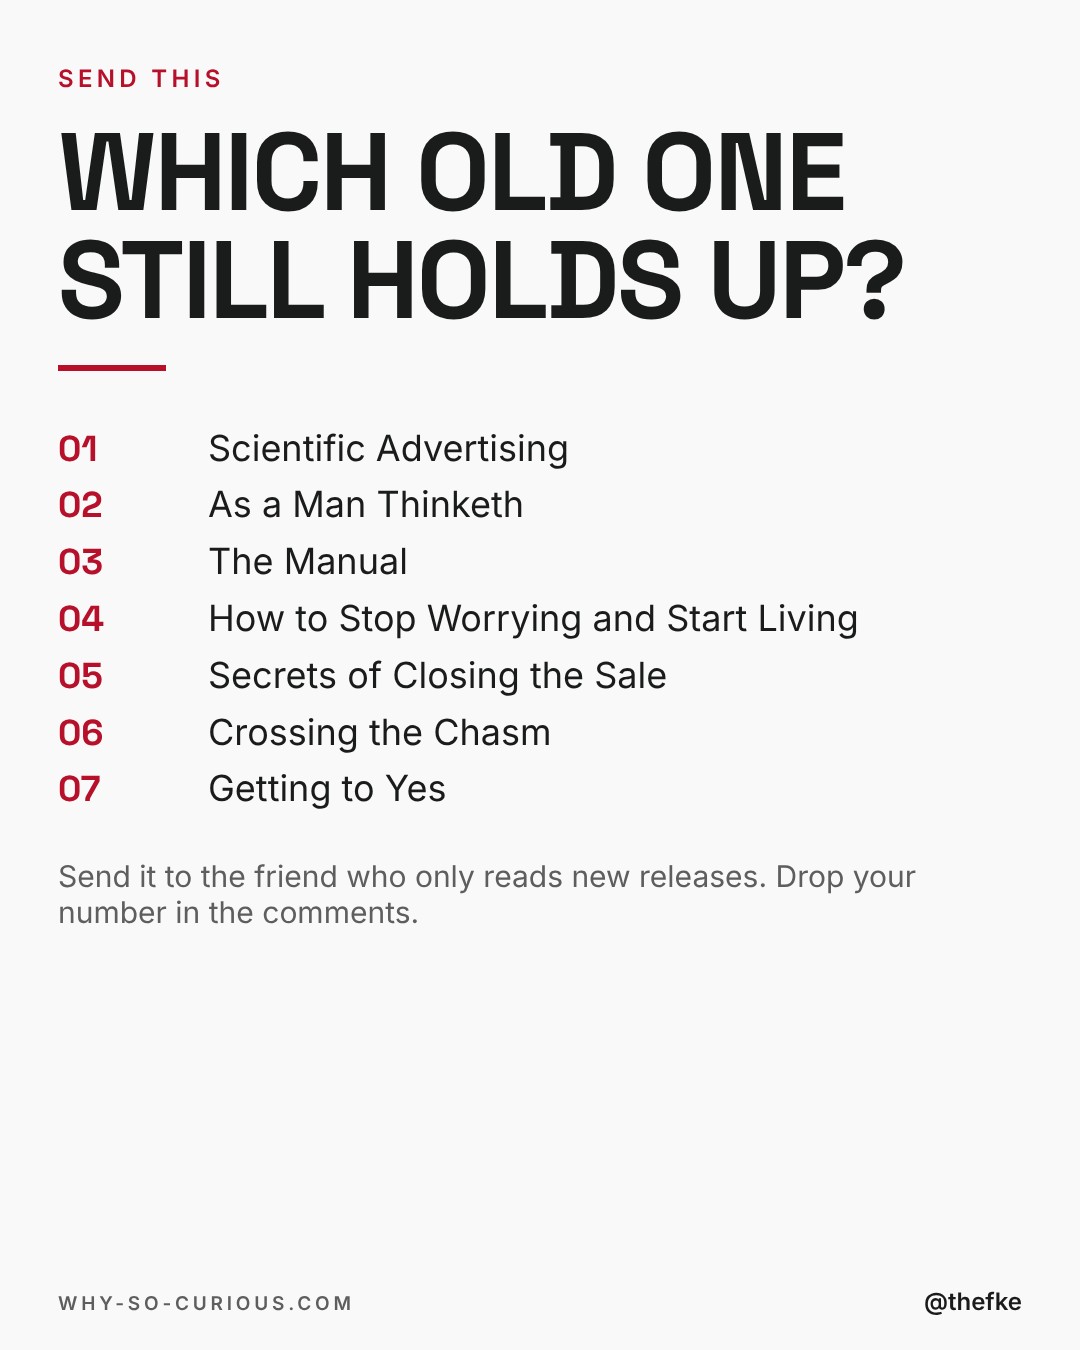 SEND THIS
WHICH OLD ONE
STILL HOLDS UP?
01 Scientific Advertising
02 As a Man Thinketh
03 The Manual
04 How to Stop Worrying and Start Living
05 Secrets of Closing the Sale
06 Crossing the Chasm
07 Getting to Yes
Send it to the friend who only reads new releases. Drop your
number in the comments.
WHY-SO-CURIOUS.COM
@thefke